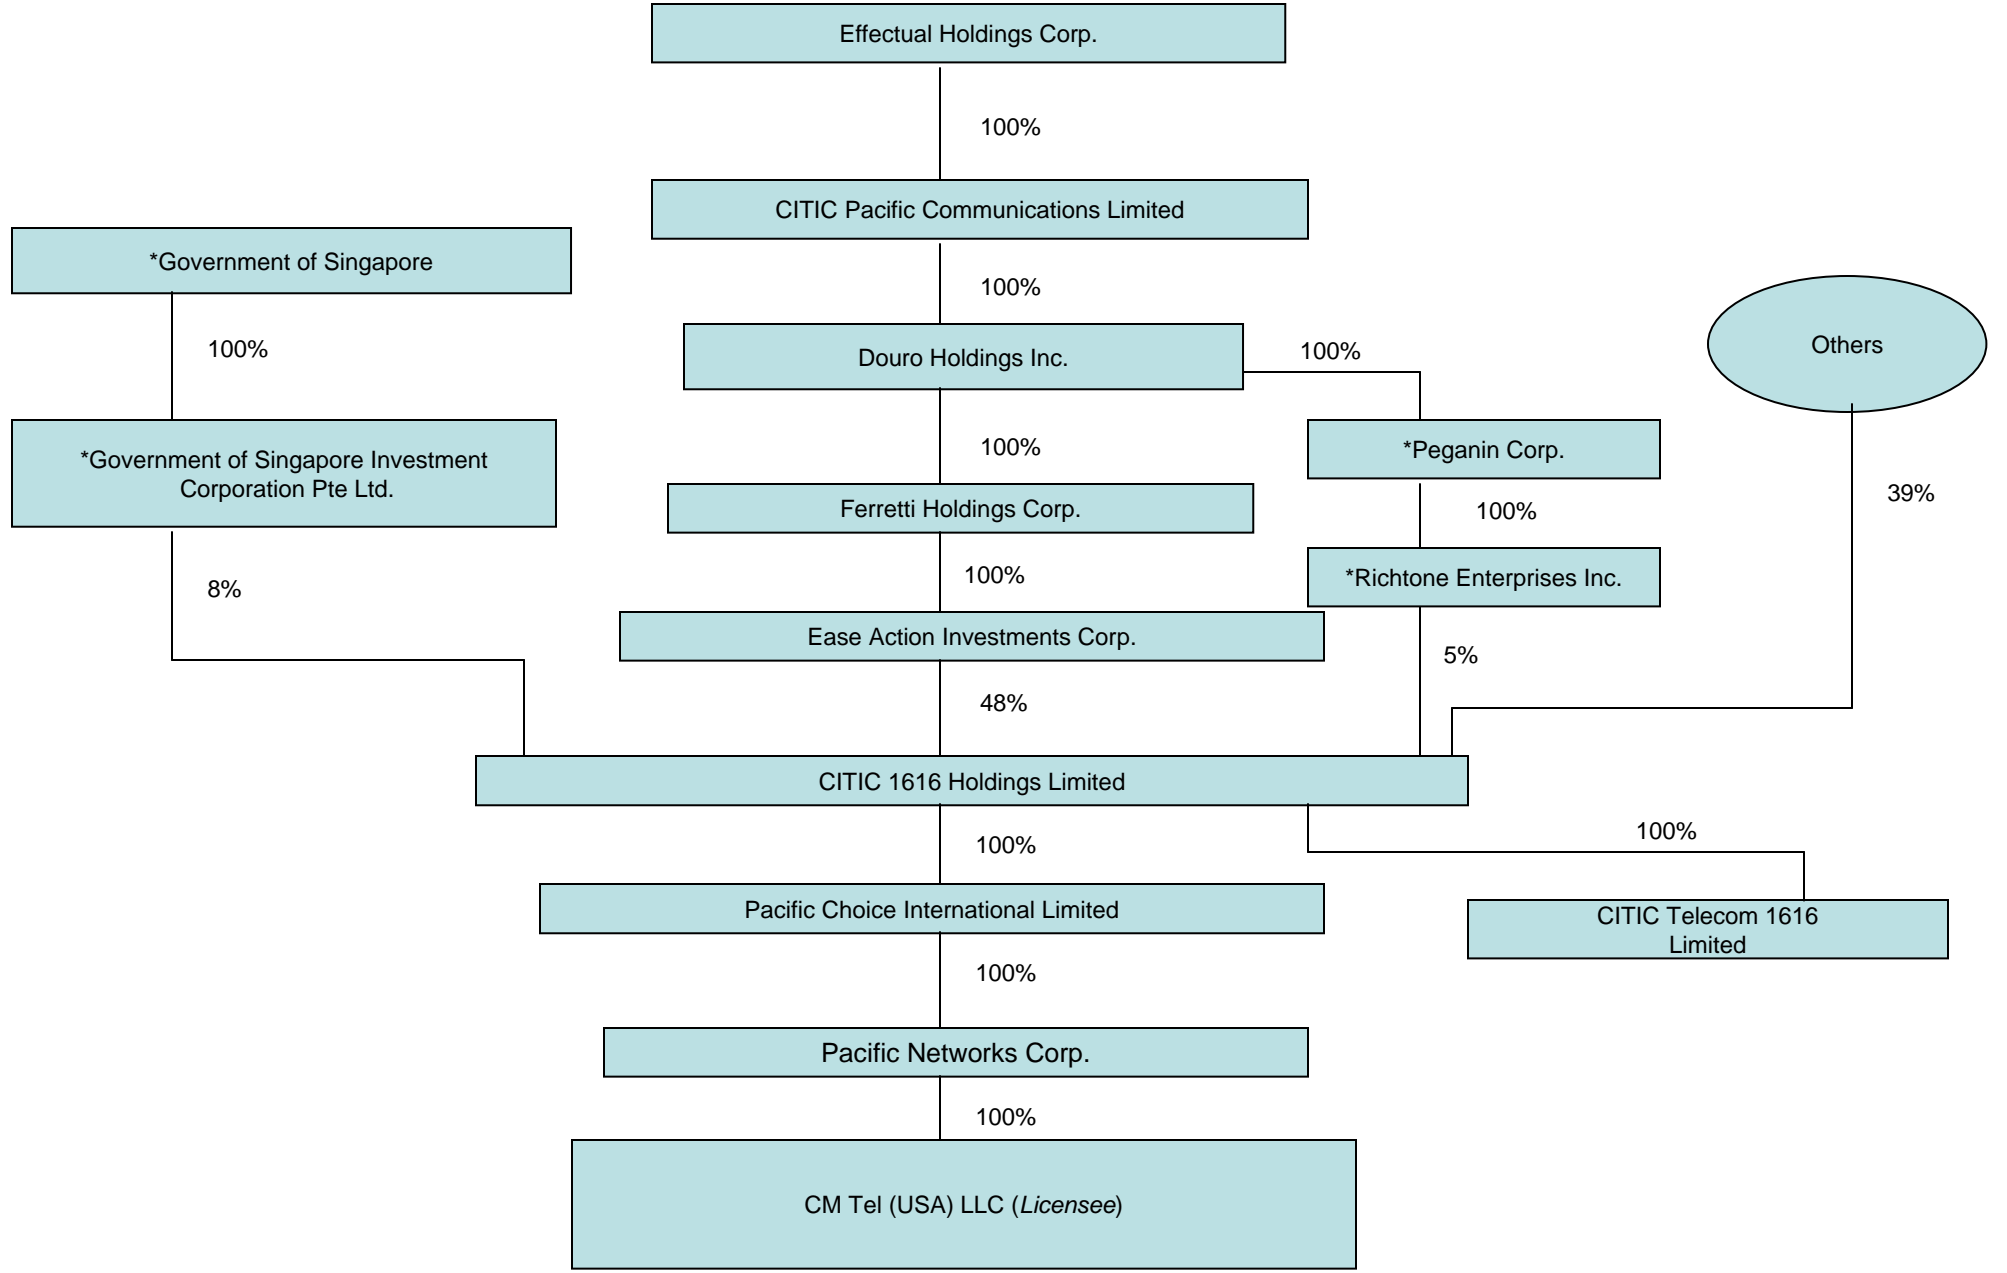 Effectual Holdings Corp.
100%
CITIC Pacific Communications Limited
*Government of Singapore
100%
Others
100%
Douro Holdings Inc.
100%
*Government of Singapore Investment
Corporation Pte Ltd.
100%
*Peganin Corp.
39%
Ferretti Holdings Corp.
100%
8%
100%
*Richtone Enterprises Inc.
Ease Action Investments Corp.
5%
48%
CITIC 1616 Holdings Limited
100%
100%
Pacific Choice International Limited
CITIC Telecom 1616
Limited
100%
Pacific Networks Corp.
100%
CM Tel (USA) LLC (Licensee)